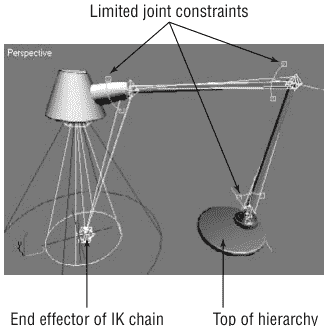 Limited joint constraints
Perspective
End effector of IK chain
Top of hierarchy